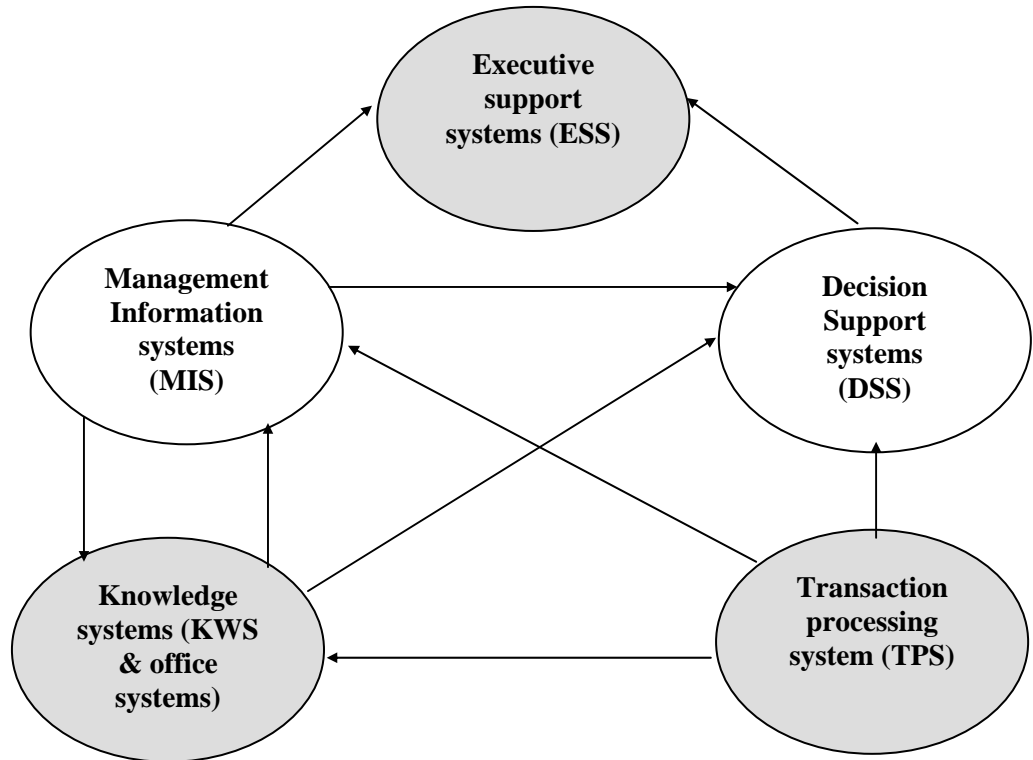 Executive
support
systems (ESS)
Management
Information
systems
(MIS)
Decision
Support
systems
(DSS)
Knowledge
systems (KWS
& office
systems)
Transaction
processing
system (TPS)